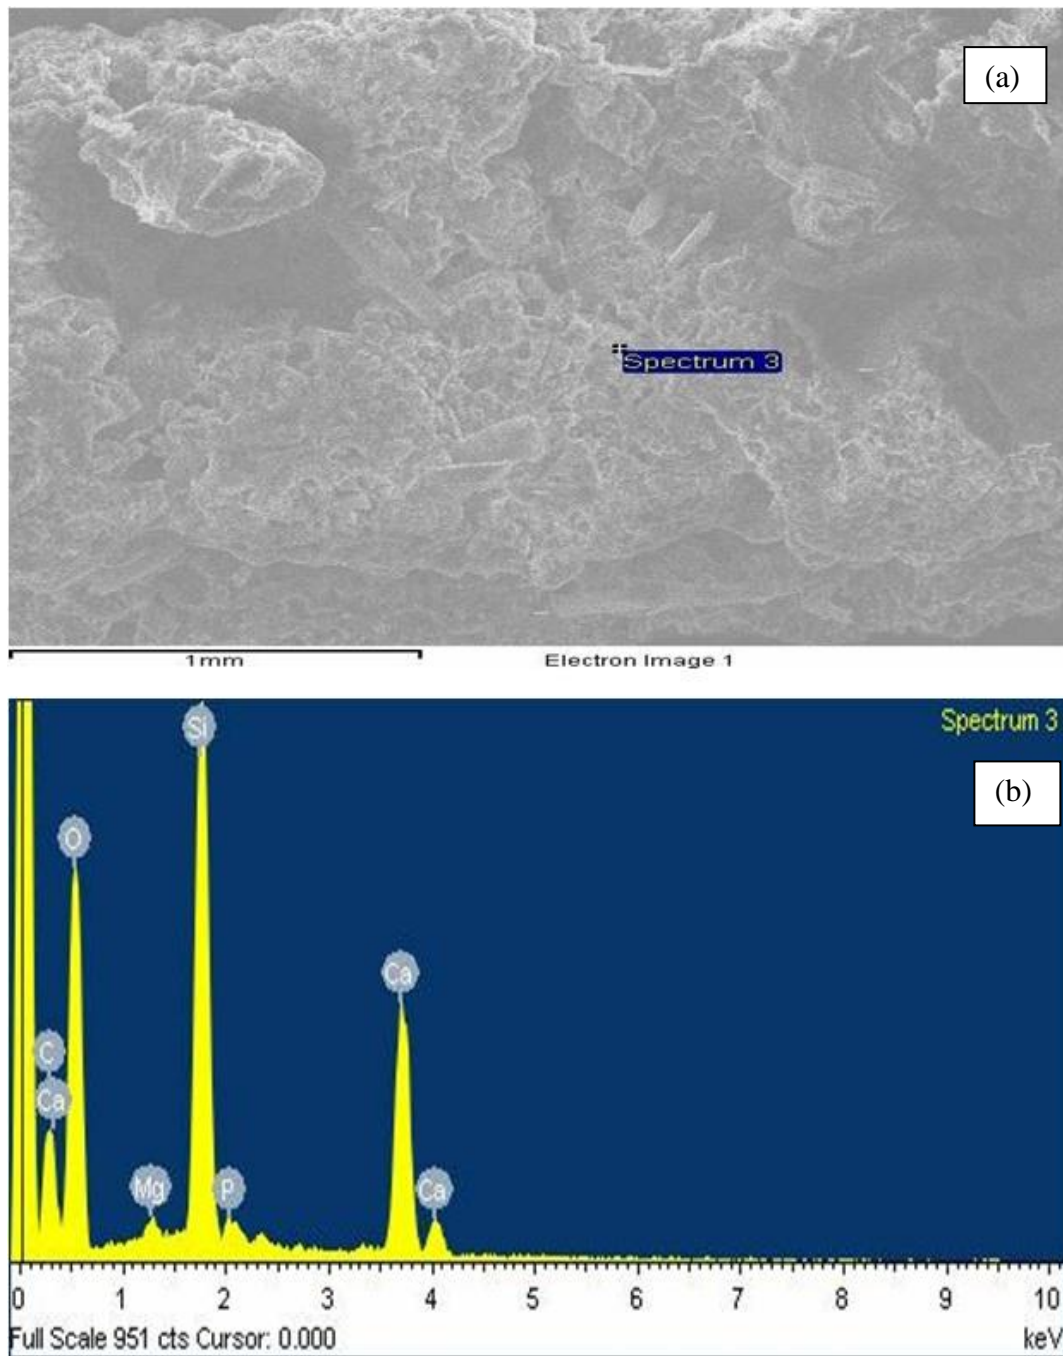 (a)
Spectrum 3
1mm
Electron Image 1
Spectrum 3
(b)
Si
O
Ca
C
Ca
Mg
P
Ca
0 1 2 3 4 5 6 7 8 9 10
Full Scale 951 cts Cursor: 0.000
keV